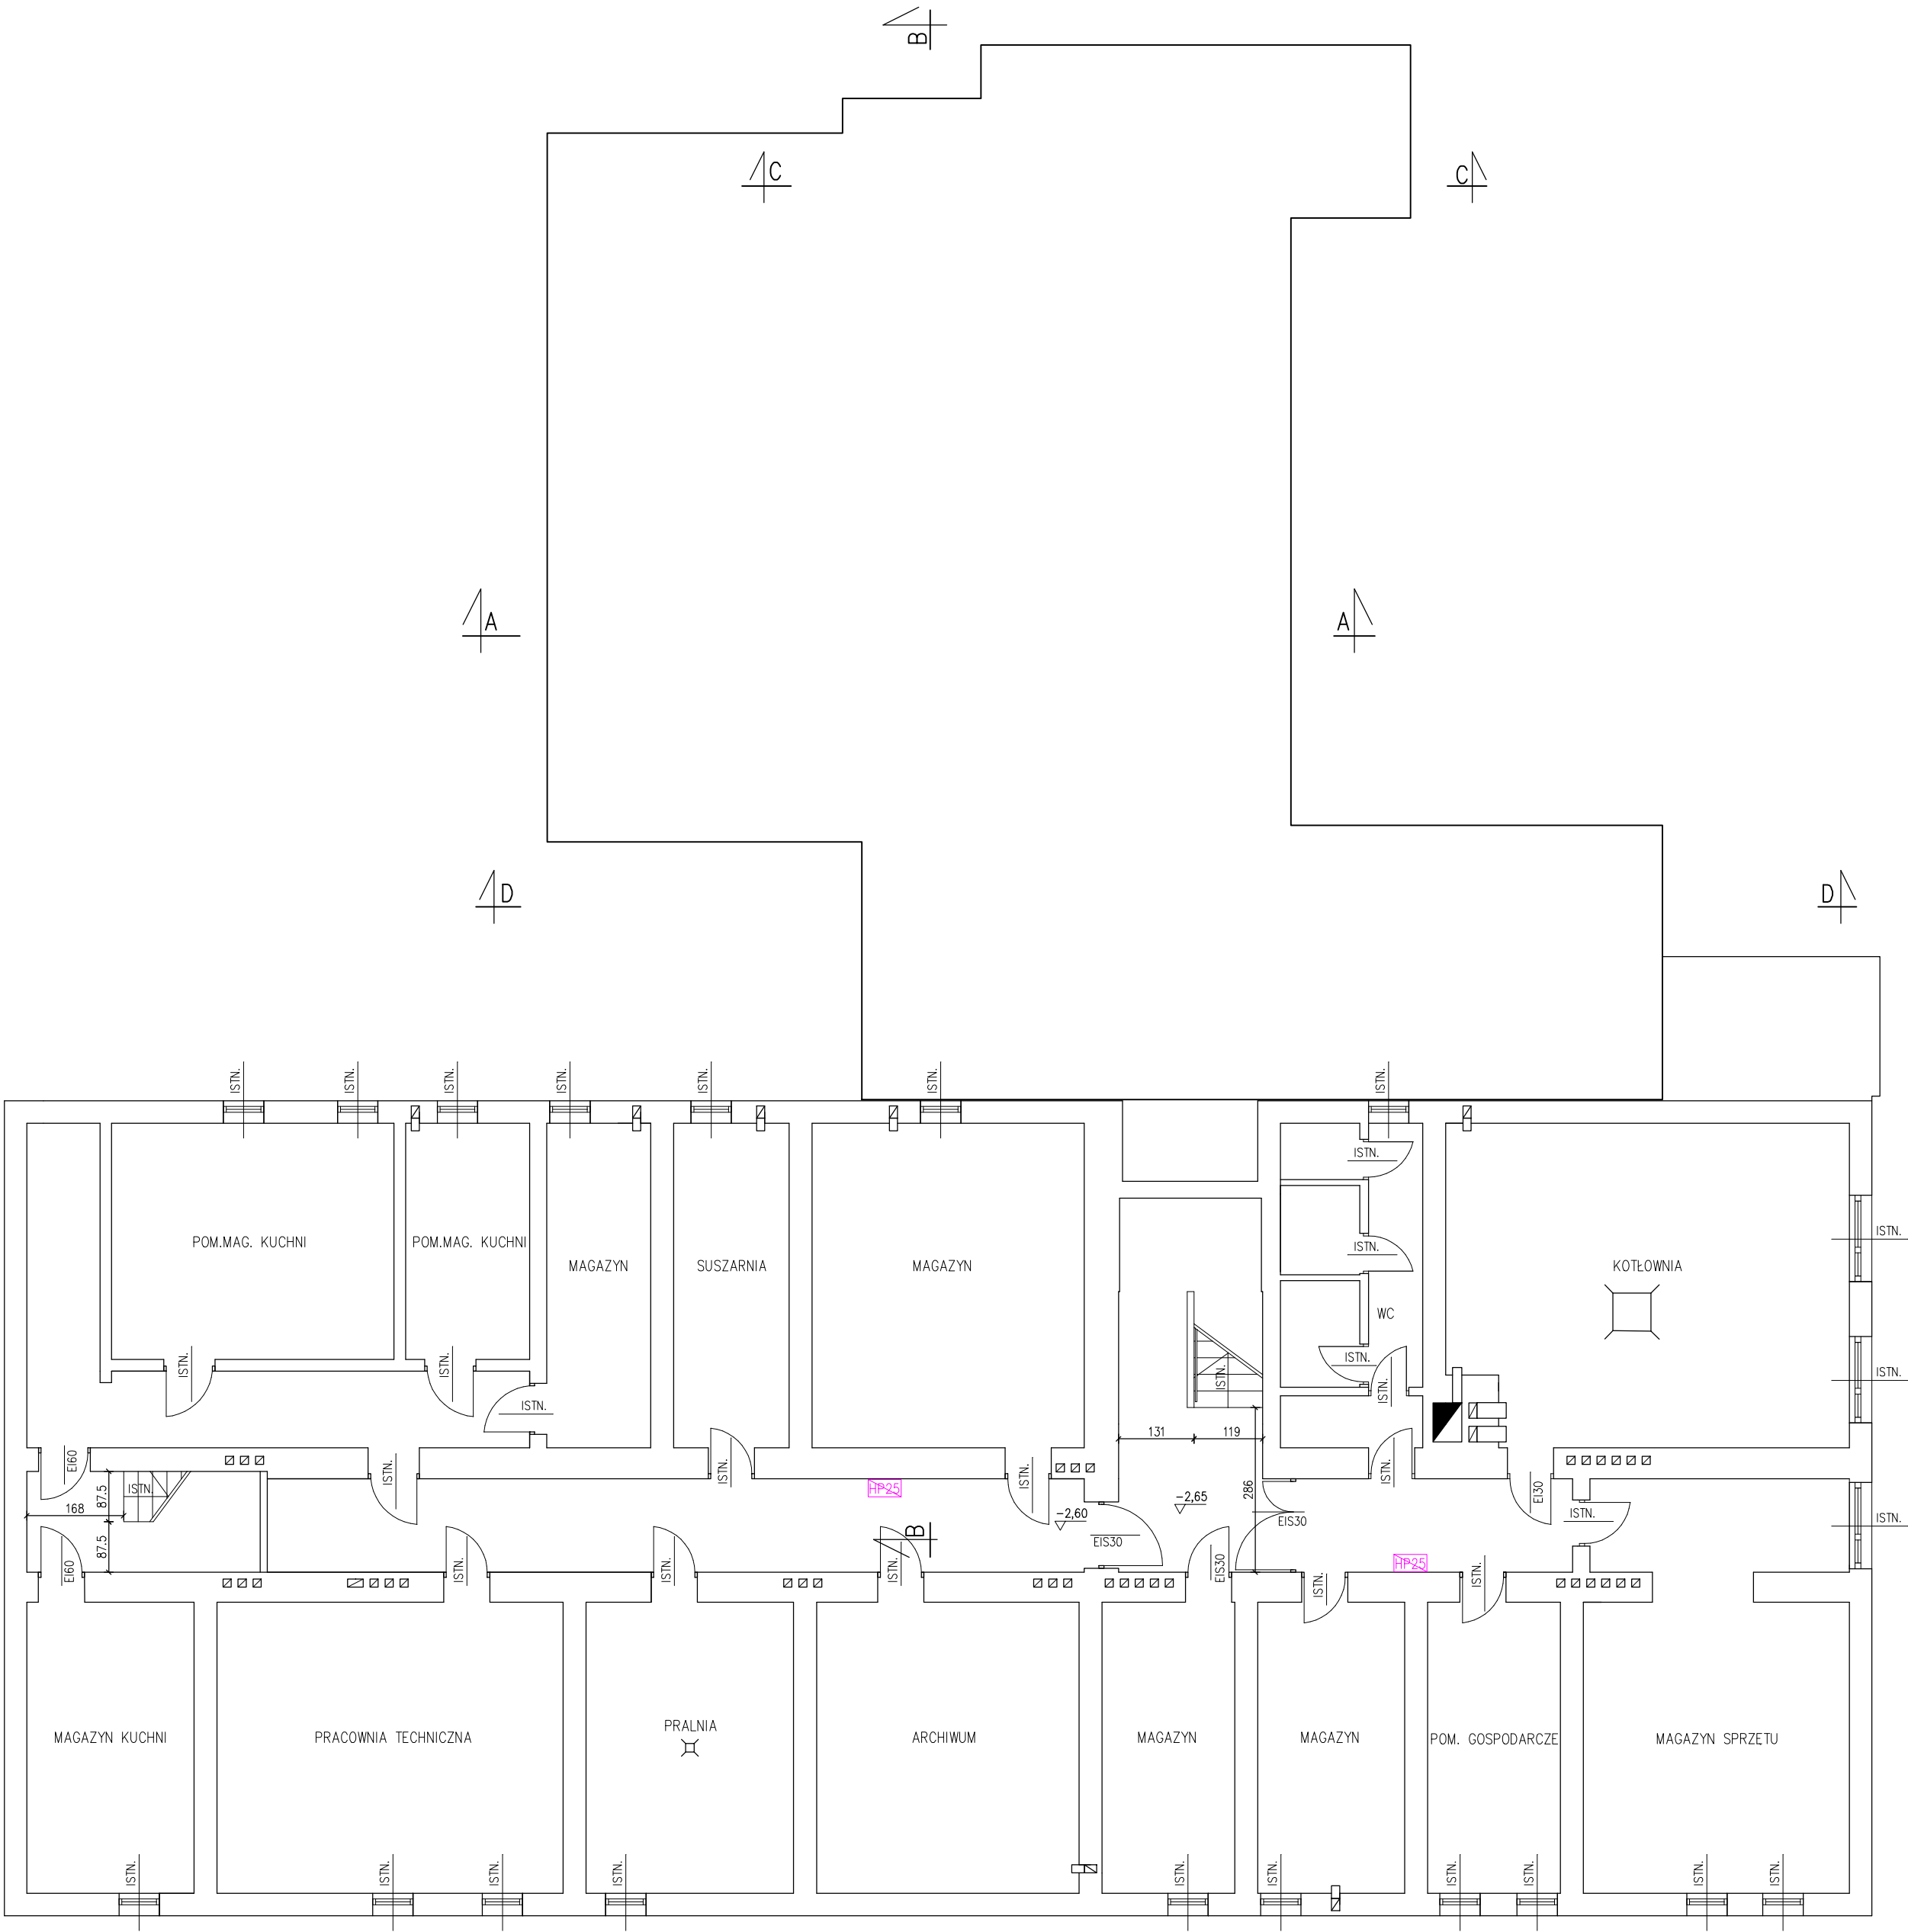 B
C
C
A
A
D
D
ISTN.
ISTN.
ISTN.
ISTN.
ISTN.
ISTN.
ISTN.
ISTN.
ISTN.
POM.MAG. KUCHNI
POM.MAG. KUCHNI
MAGAZYN
SUSZARNIA
MAGAZYN
ISTN.
KOTŁOWNIA
WC
ISTN.
ISTN.
ISTN.
ISTN.
ISTN.
ISTN.
ISTN.
ISTN.
131
119
EI60
ISTN.
ISTN.
ISTN.
ISTN.
ISTN.
168
87.5
87.5
HP25
-2,60
-2,65
286
EI30
ISTN.
ISTN.
B
EIS30
EIS30
EIS30
EI60
ISTN.
ISTN.
ISTN.
ISTN.
HP25
ISTN.
MAGAZYN KUCHNI
PRACOWNIA TECHNICZNA
PRALNIA
ARCHIWUM
MAGAZYN
MAGAZYN
POM. GOSPODARCZE
MAGAZYN SPRZĘTU
ISTN.
ISTN.
ISTN.
ISTN.
ISTN.
ISTN.
ISTN.
ISTN.
ISTN.
ISTN.